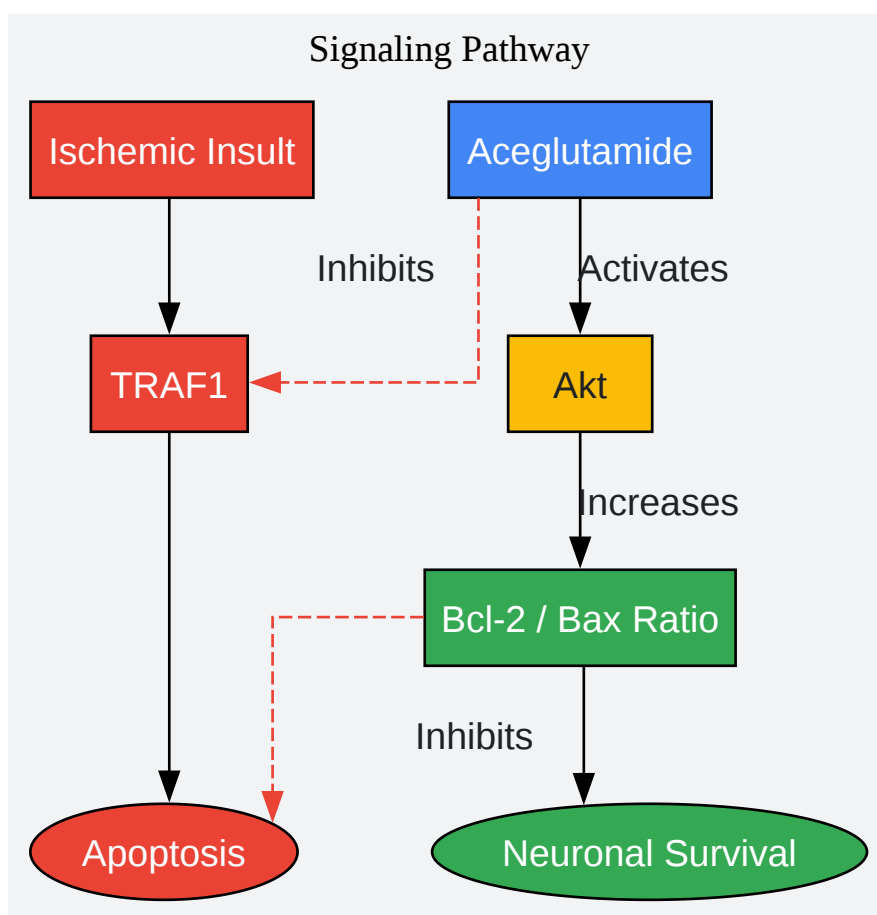 Signaling Pathway
Ischemic Insult
Aceglutamide
Inhibits
Activates
TRAF1
Akt
Increases
Bcl-2 / Bax Ratio
Inhibits
Apoptosis
Neuronal Survival